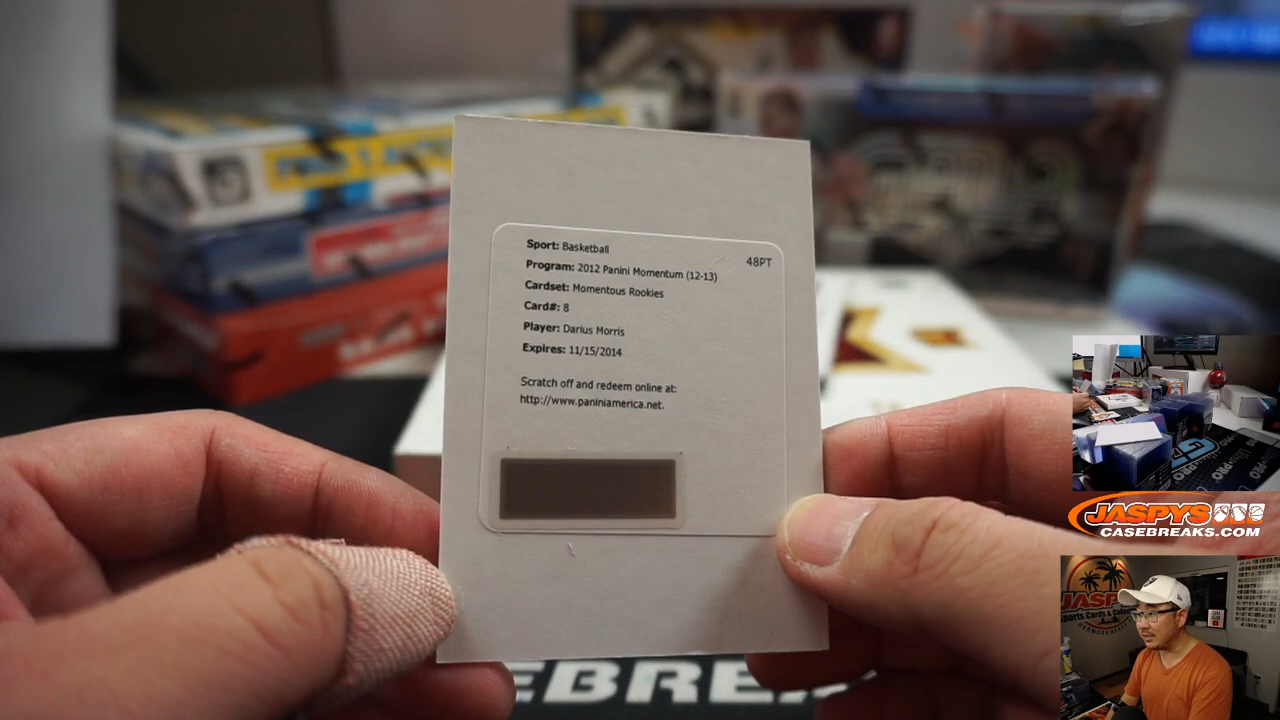 Sport: Basketball
48PT
Program: 2012 Panini Momentum (12-13)
Cardset: Momentous Rookies
Card#: 8
Player: Darius Morris
Expires: 11/15/2014
Scratch off and redeem online at:
http://www.paniniamerica.net.
JASPYS
CASEBREAKS.COM
JASPYS